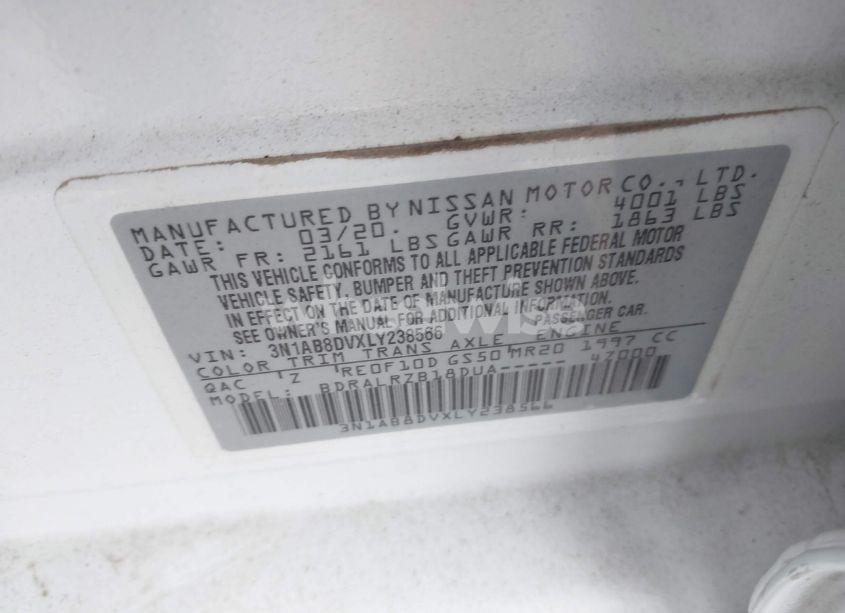 MANUFACTURED BY NISSAN MOTOR CO., LTD.
DATE: 03/20. GVWR: 4001 LBS
GAWR FR: 2161 LBS GAWR RR: 1863 LBS
THIS VEHICLE CONFORMS TO ALL APPLICABLE FEDERAL MOTOR
VEHICLE SAFETY, BUMPER AND THEFT PREVENTION STANDARDS
IN EFFECT ON THE DATE OF MANUFACTURE SHOWN ABOVE.
SEE OWNER'S MANUAL FOR ADDITIONAL INFORMATION.
VIN: 3N1AB8DVXLY238566 PASSENGER CAR.
COLOR TRIM TRANS AXLE ENGINE
QAC 'Z 'RE0F10D GS50 'MR20 1997 CC
MODEL: BDRALRZB18DUA----- 4Z000
3N1AB8DVXLY238566